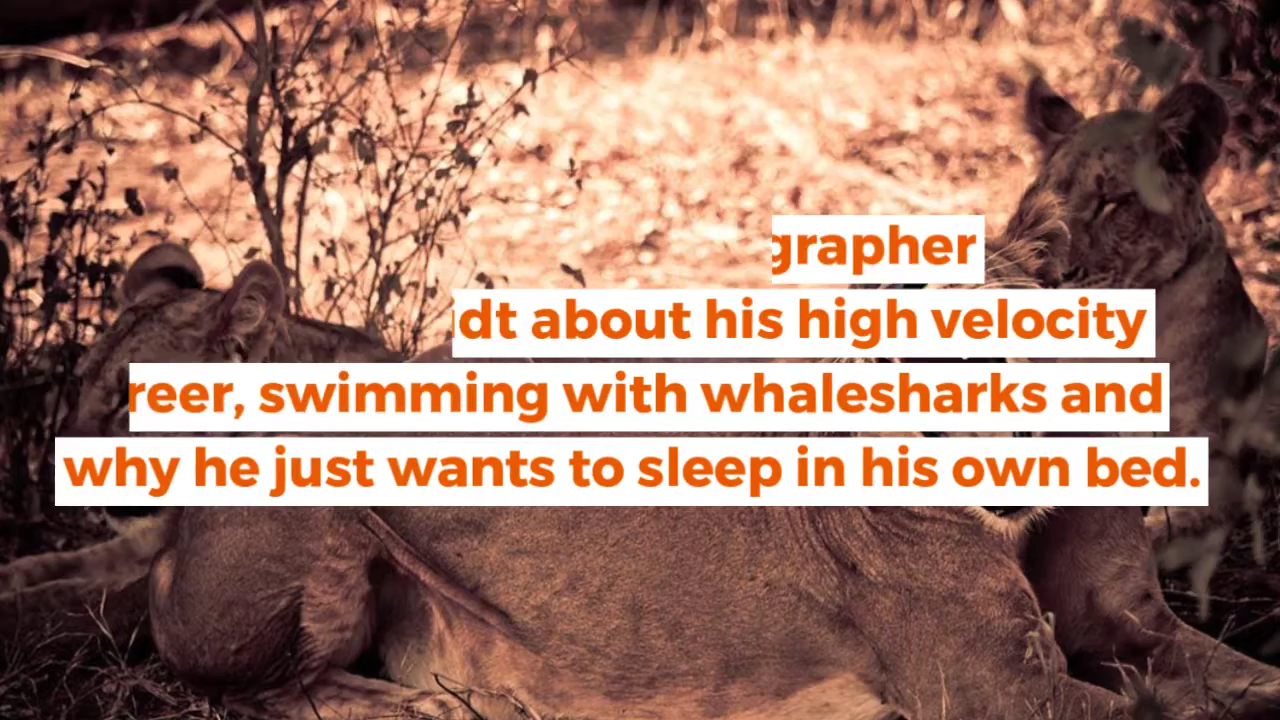 grapher
dt about his high velocity
reer, swimming with whalesharks and
why he just wants to sleep in his own bed.